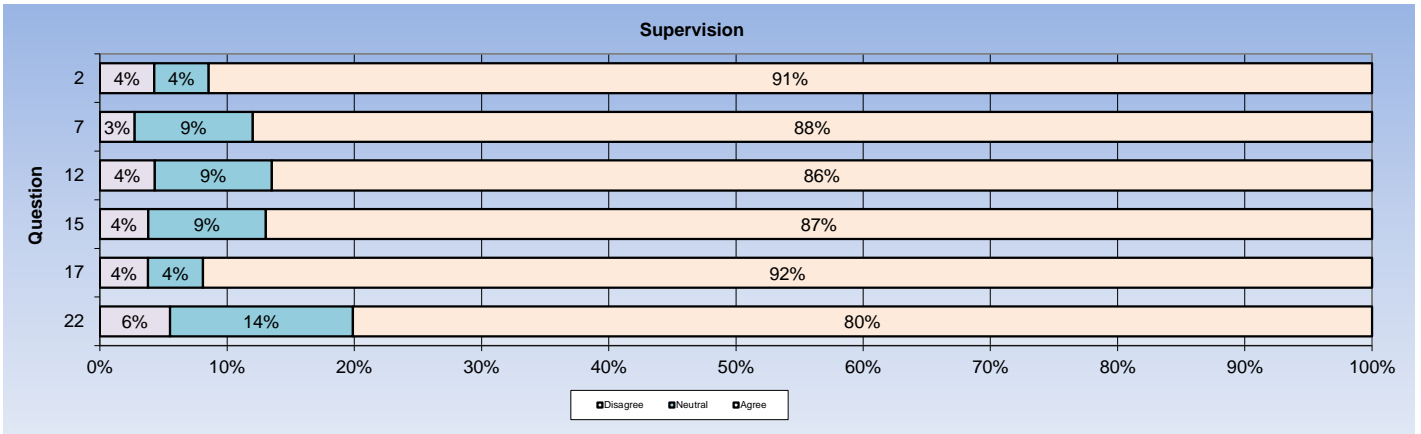 Supervision
2 4% 4% 91%
7 3% 9% 88%
12 4% 9% 86%
15 4% 9% 87%
17 4% 4% 92%
22 6% 14% 80%
Question
0% 10% 20% 30% 40% 50% 60% 70% 80% 90% 100%
Disagree Neutral Agree